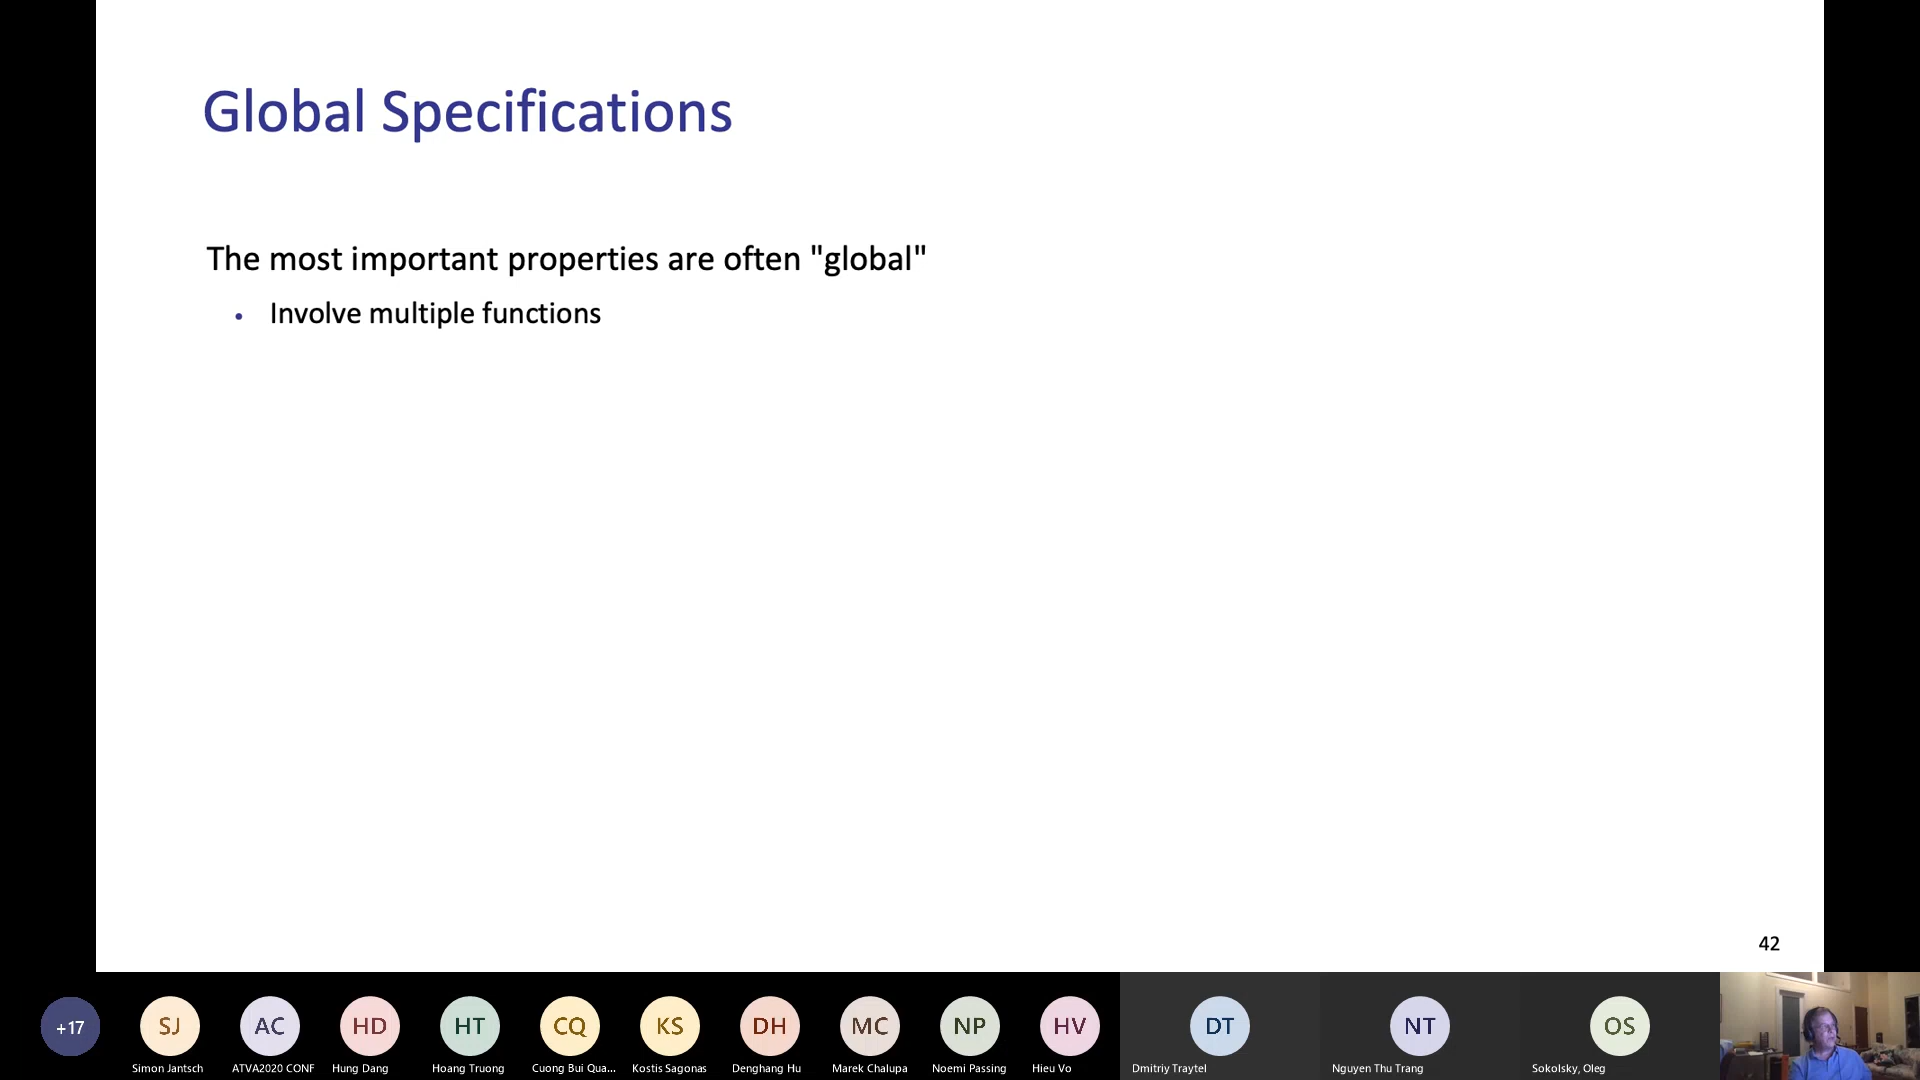 Global Specifications
The most important properties are often "global"
• Involve multiple functions
42
+17
SJ
AC
HD
HT
CQ
KS
DH
MC
NP
HV
DT
NT
OS
Simon Jantsch
ATVA2020 CONF
Hung Dang
Hoang Truong
Cuong Bui Qua...
Kostis Sagonas
Denghang Hu
Marek Chalupa
Noemi Passing
Hieu Vo
Dmitriy Traytel
Nguyen Thu Trang
Sokolsky, Oleg